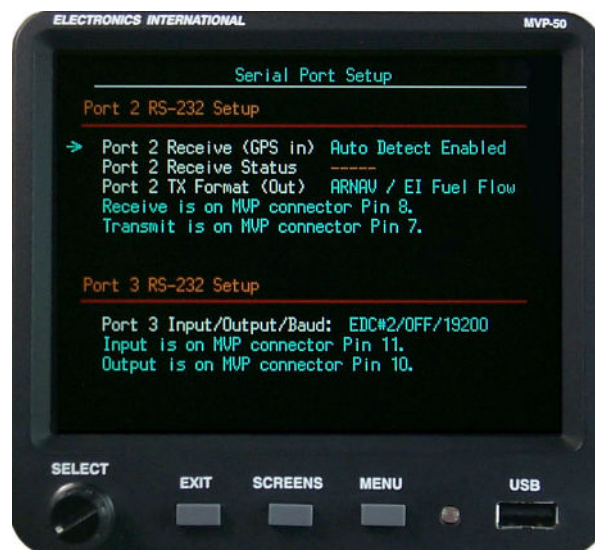 ELECTRONICS INTERNATIONAL MVP-50
Serial Port Setup
Port 2 RS-232 Setup
Port 2 Receive (GPS in) Auto Detect Enabled
Port 2 Receive Status -----
Port 2 TX Format (Out) ARNAV / EI Fuel Flow
Receive is on MVP connector Pin 8.
Transmit is on MVP connector Pin 7.
Port 3 RS-232 Setup
Port 3 Input/Output/Baud: EDC#2/OFF/19200
Input is on MVP connector Pin 11.
Output is on MVP connector Pin 10.
SELECT EXIT SCREENS MENU USB